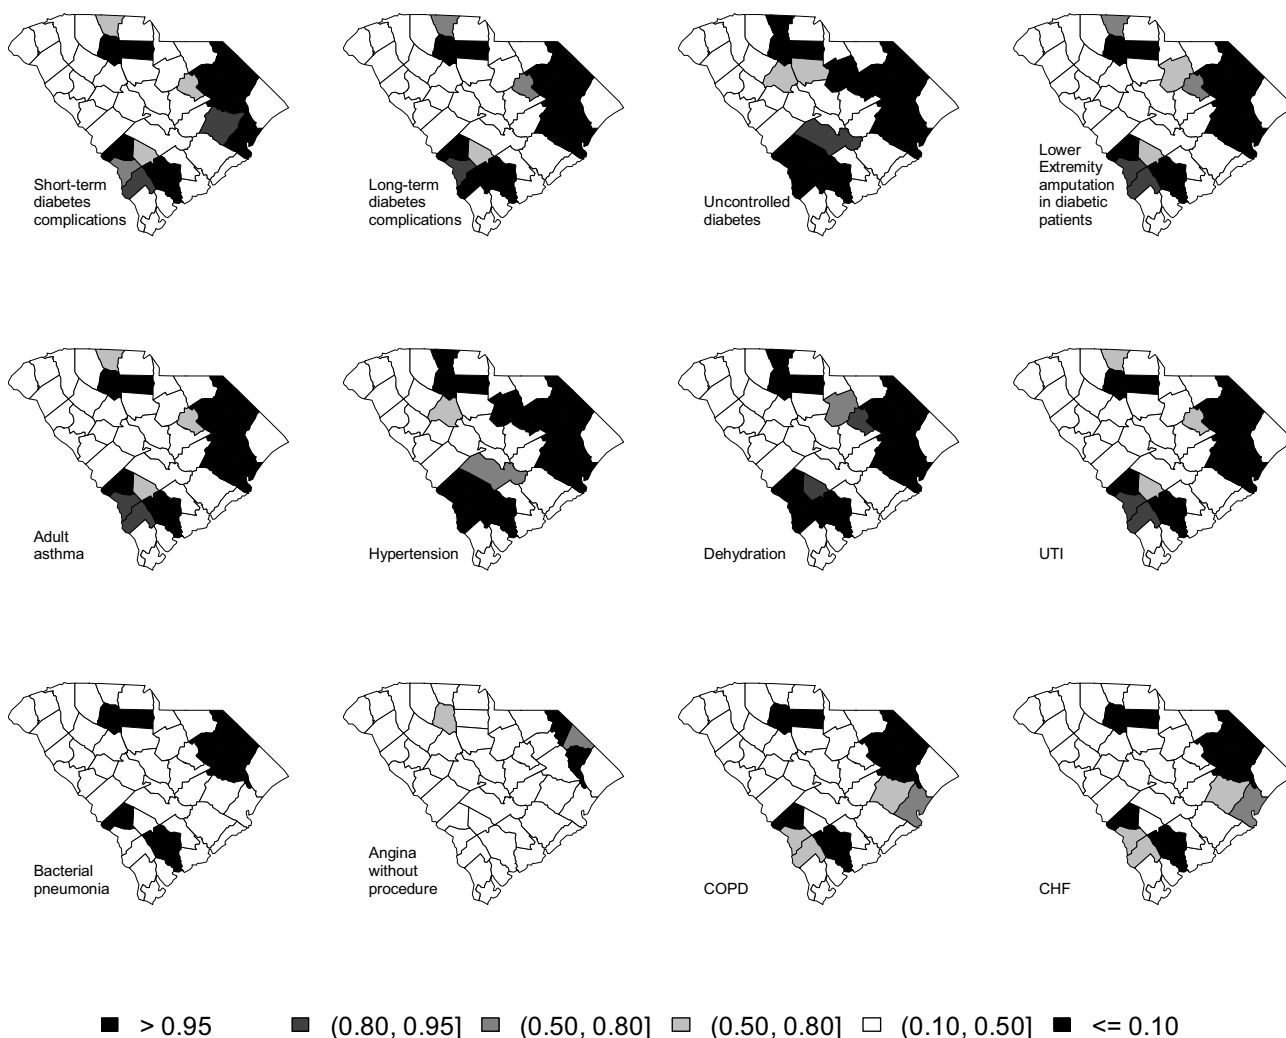 Short-term
diabetes
complications
Long-term
diabetes
complications
Uncontrolled
diabetes
Lower
Extremity
amputation
in diabetic
patients
Adult
asthma
Hypertension
Dehydration
UTI
Bacterial
pneumonia
Angina
without
procedure
COPD
CHF
> 0.95 (0.80, 0.95] (0.50, 0.80] (0.50, 0.80] (0.10, 0.50] <= 0.10